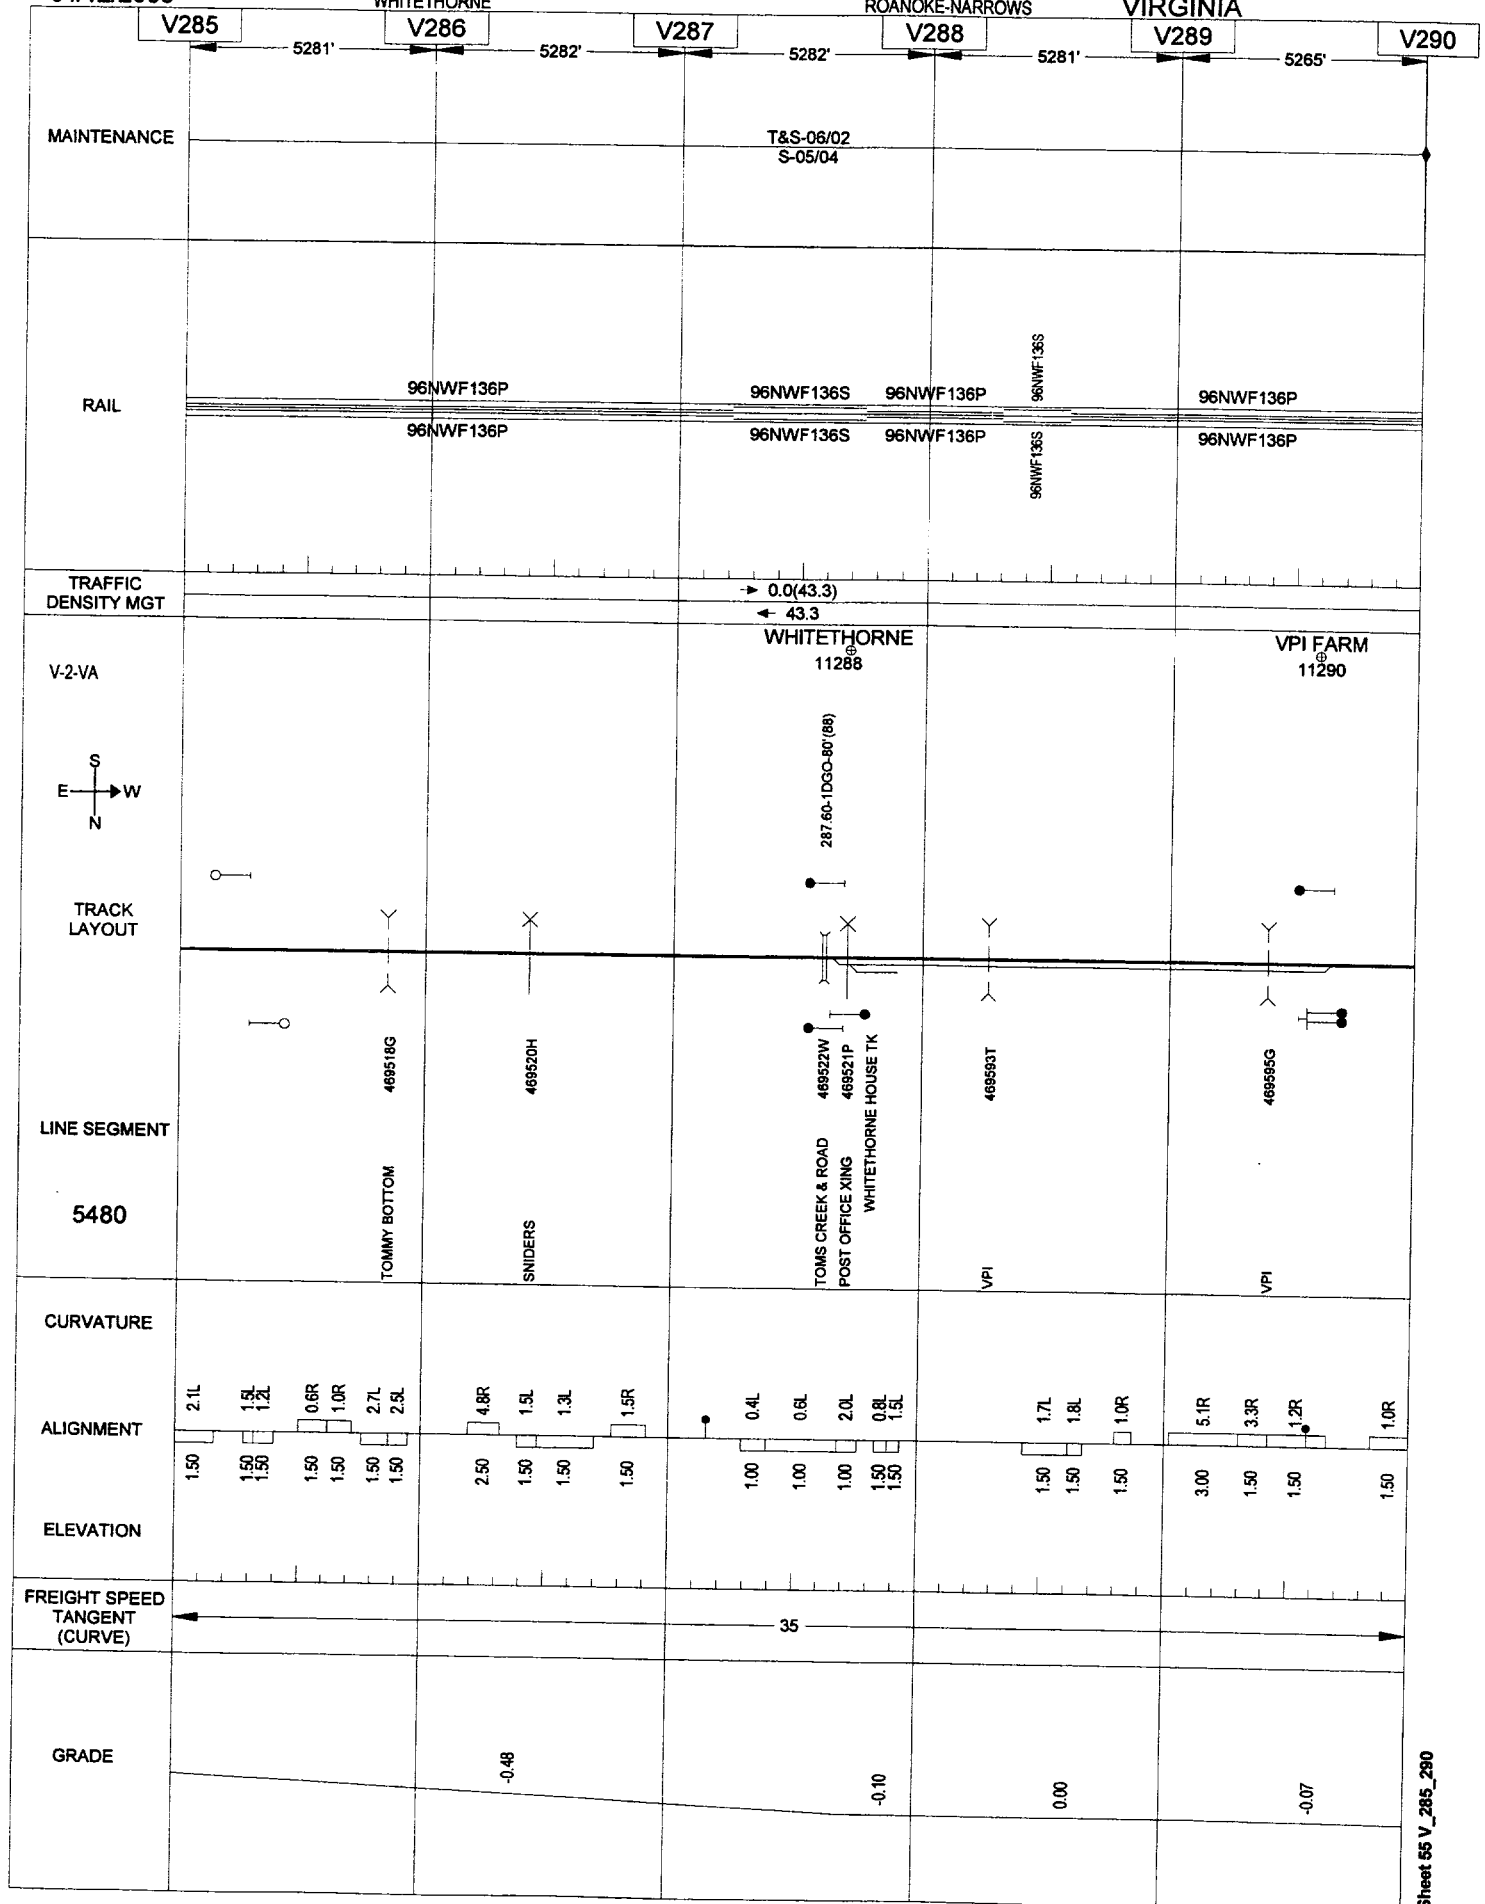 WHITETHORNE
ROANOKE-NARROWS
VIRGINIA
V285
V286
V287
V288
V289
V290
5281'
5282'
5282'
5281'
5265'
MAINTENANCE
T&S-06/02
S-05/04
RAIL
96NWF136P
96NWF136S
96NWF136P
96NWF136S
96NWF136P
96NWF136P
96NWF136S
96NWF136P
96NWF136S
96NWF136P
TRAFFIC
DENSITY MGT
0.0(43.3)
43.3
V-2-VA
WHITETHORNE
11288
VPI FARM
11290
S
E
W
N
287.60-1DGO-80'(88)
TRACK
LAYOUT
469518G
469520H
469522W
469521P
469593T
469595G
LINE SEGMENT
5480
TOMMY BOTTOM
SNIDERS
TOMS CREEK & ROAD
POST OFFICE XING
WHITETHORNE HOUSE TK
VPI
VPI
CURVATURE
2.1L
1.5L
1.2L
0.6R
1.0R
2.7L
2.5L
4.8R
1.5L
1.3L
1.5R
0.4L
0.6L
2.0L
0.8L
1.5L
1.7L
1.8L
1.0R
5.1R
3.3R
1.2R
1.0R
ALIGNMENT
1.50
1.50
1.50
1.50
1.50
1.50
1.50
2.50
1.50
1.50
1.50
1.00
1.00
1.00
1.50
1.50
1.50
1.50
1.50
3.00
1.50
1.50
1.50
ELEVATION
FREIGHT SPEED
TANGENT
(CURVE)
35
GRADE
-0.48
-0.10
0.00
-0.07
Sheet 55 V_285_290